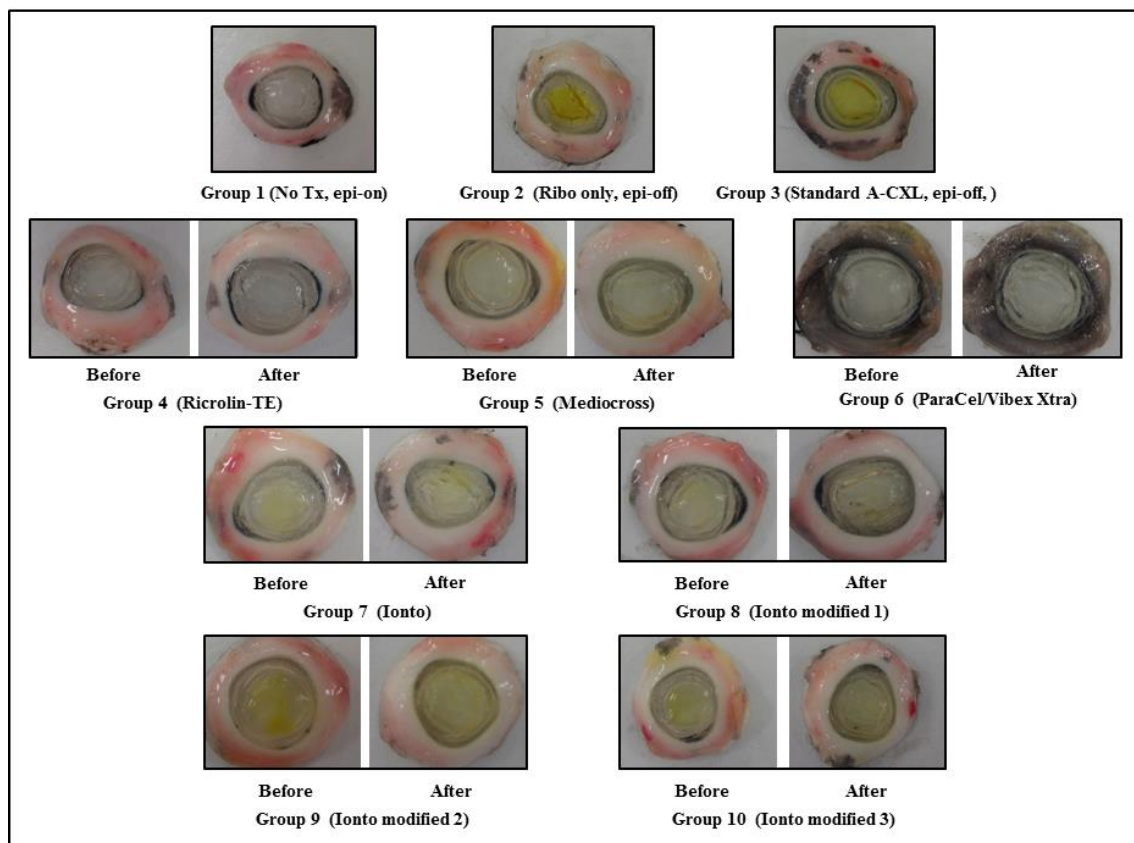 Group 1 (No Tx, epi-on)
Group 2 (Ribo only, epi-off)
Group 3 (Standard A-CXL, epi-off, )
Before
After
Before
After
Before
After
Group 4 (Ricrolin-TE)
Group 5 (Mediocross)
Group 6 (ParaCel/Vibex Xtra)
Before
After
Before
After
Group 7 (Ionto)
Group 8 (Ionto modified 1)
Before
After
Before
After
Group 9 (Ionto modified 2)
Group 10 (Ionto modified 3)